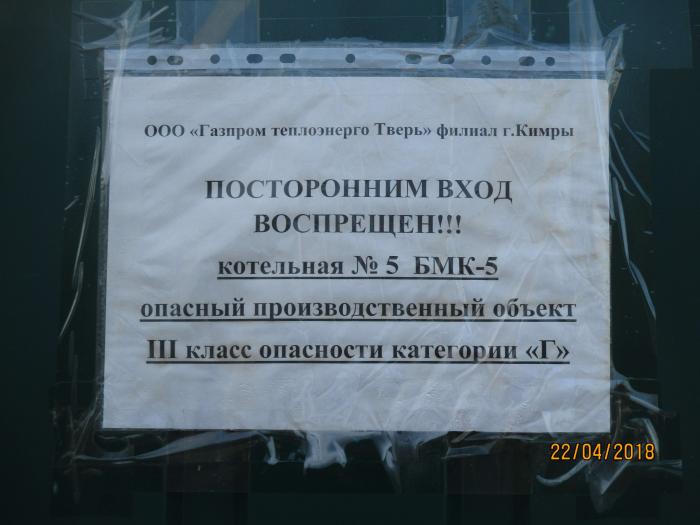 ООО «Газпром теплоэнерго Тверь» филиал г.Кимры
ПОСТОРОННИМ ВХОД
ВОСПРЕЩЕН!!!
котельная № 5 БМК-5
опасный производственный объект
III класс опасности категории «Г»
22/04/2018